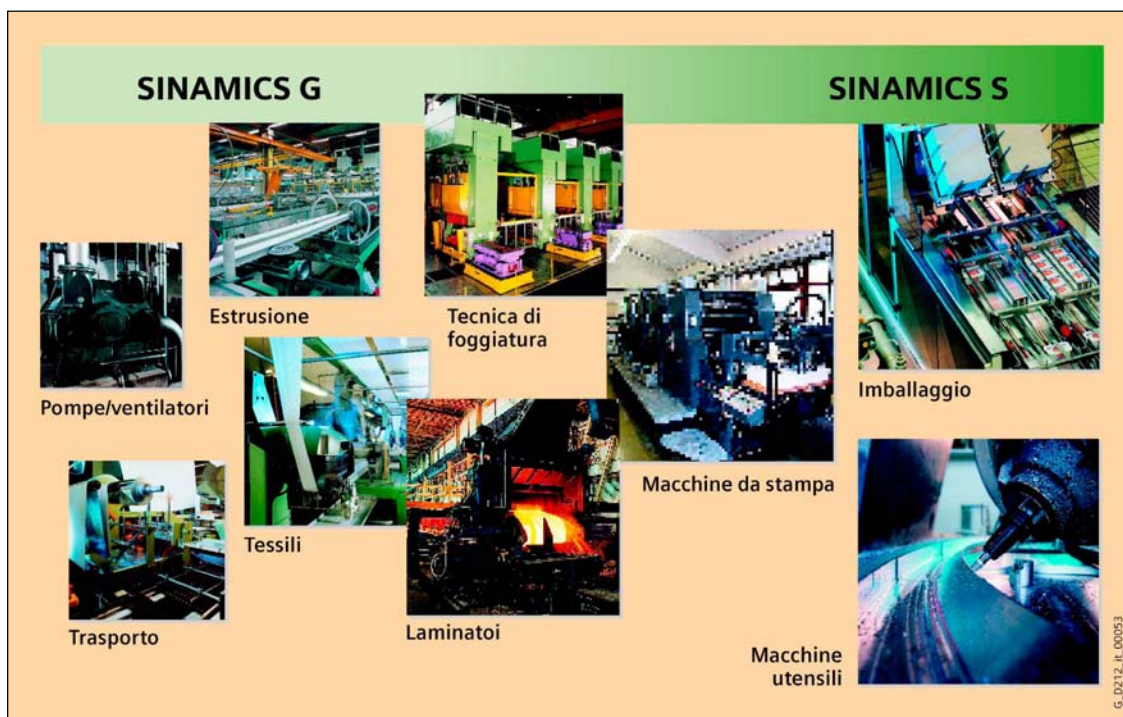 SINAMICS G
SINAMICS S
Estrusione
Tecnica di
foggiatura
Pompe/ventilatori
Imballaggio
Macchine da stampa
Tessili
Trasporto
Laminatoi
Macchine
utensili
G_D212_it_00053